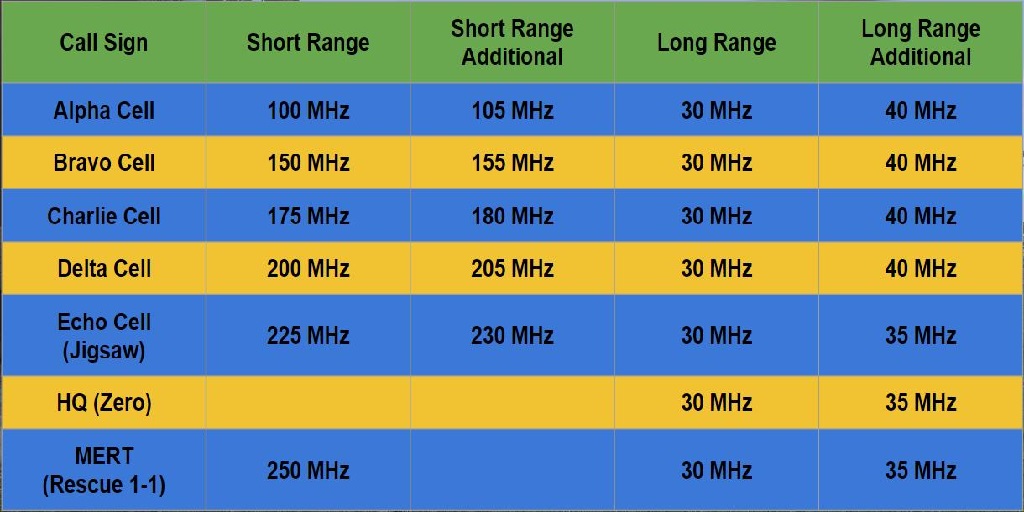 Call Sign Short Range Short Range Additional Long Range Long Range Additional
Alpha Cell 100 MHz 105 MHz 30 MHz 40 MHz
Bravo Cell 150 MHz 155 MHz 30 MHz 40 MHz
Charlie Cell 175 MHz 180 MHz 30 MHz 40 MHz
Delta Cell 200 MHz 205 MHz 30 MHz 40 MHz
Echo Cell (Jigsaw) 225 MHz 230 MHz 30 MHz 35 MHz
HQ (Zero) 30 MHz 35 MHz
MERT (Rescue 1-1) 250 MHz 30 MHz 35 MHz